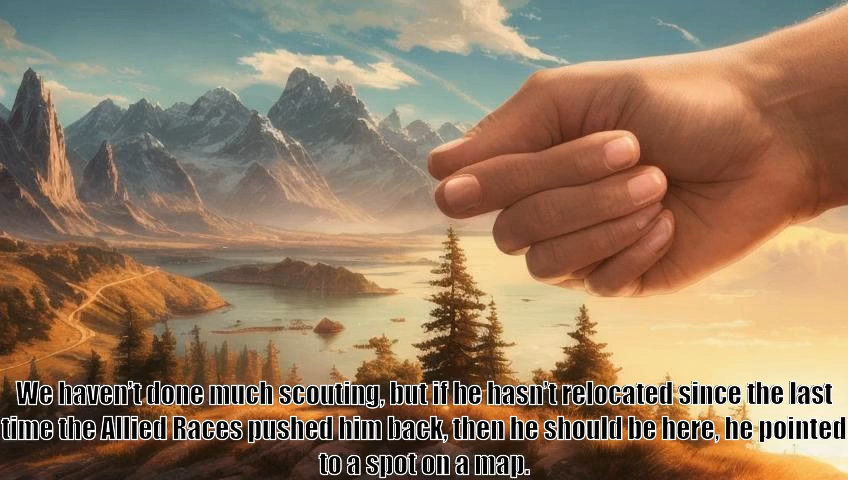 We haven't done much scouting, but if he hasn't relocated since the last
time the Allied Races pushed him back, then he should be here, he pointed
to a spot on a map.